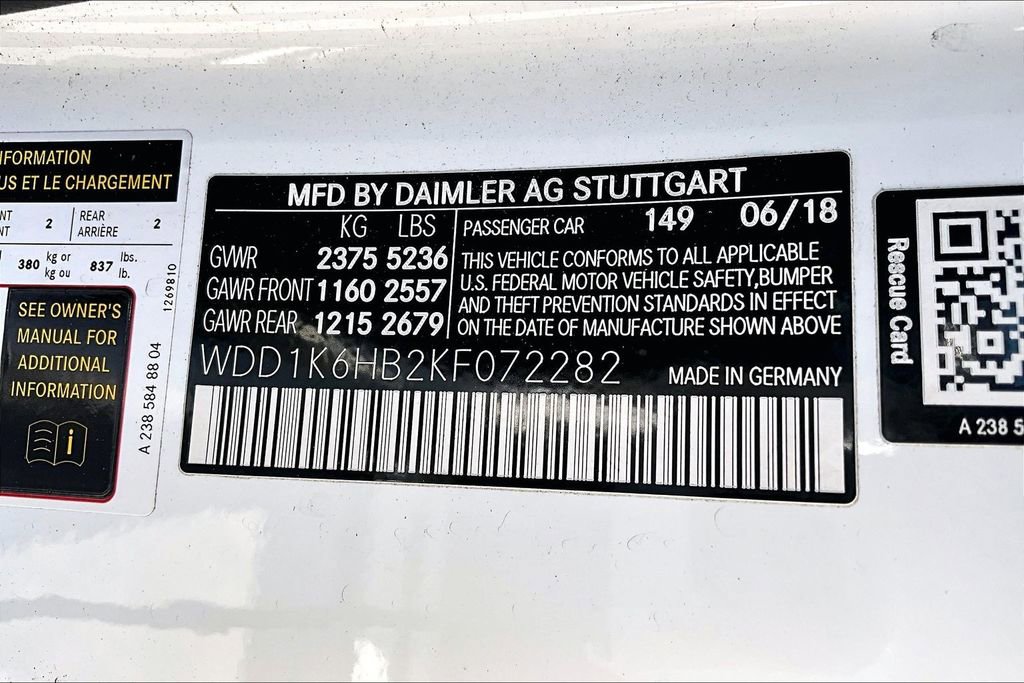 NFORMATION
US ET LE CHARGEMENT
NT 2 REAR 2
ARRIÈRE
380 kg or 837 lbs.
kg ou lb.
SEE OWNER'S
MANUAL FOR
ADDITIONAL
INFORMATION
i
A 238 584 88 04
1269810
MFD BY DAIMLER AG STUTTGART
KG LBS
GVWR 2375 5236
GAWR FRONT 1160 2557
GAWR REAR 1215 2679
PASSENGER CAR 149 06/18
THIS VEHICLE CONFORMS TO ALL APPLICABLE
U.S. FEDERAL MOTOR VEHICLE SAFETY,BUMPER
AND THEFT PREVENTION STANDARDS IN EFFECT
ON THE DATE OF MANUFACTURE SHOWN ABOVE
WDD1K6HB2KF072282 MADE IN GERMANY
Rescue Card
A 238 5